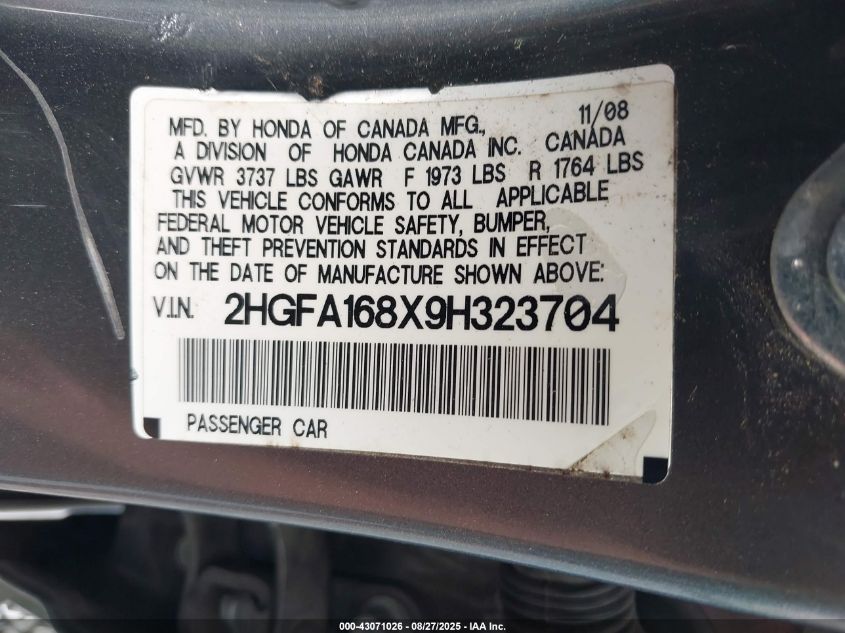 11/08
MFD. BY HONDA OF CANADA MFG.,
A DIVISION OF HONDA CANADA INC. CANADA
GVWR 3737 LBS GAWR F 1973 LBS R 1764 LBS
THIS VEHICLE CONFORMS TO ALL APPLICABLE
FEDERAL MOTOR VEHICLE SAFETY, BUMPER,
AND THEFT PREVENTION STANDARDS IN EFFECT
ON THE DATE OF MANUFACTURE SHOWN ABOVE:
V.I.N. 2HGFA168X9H323704
PASSENGER CAR
000-43071026 - 08/27/2025 - IAA Inc.